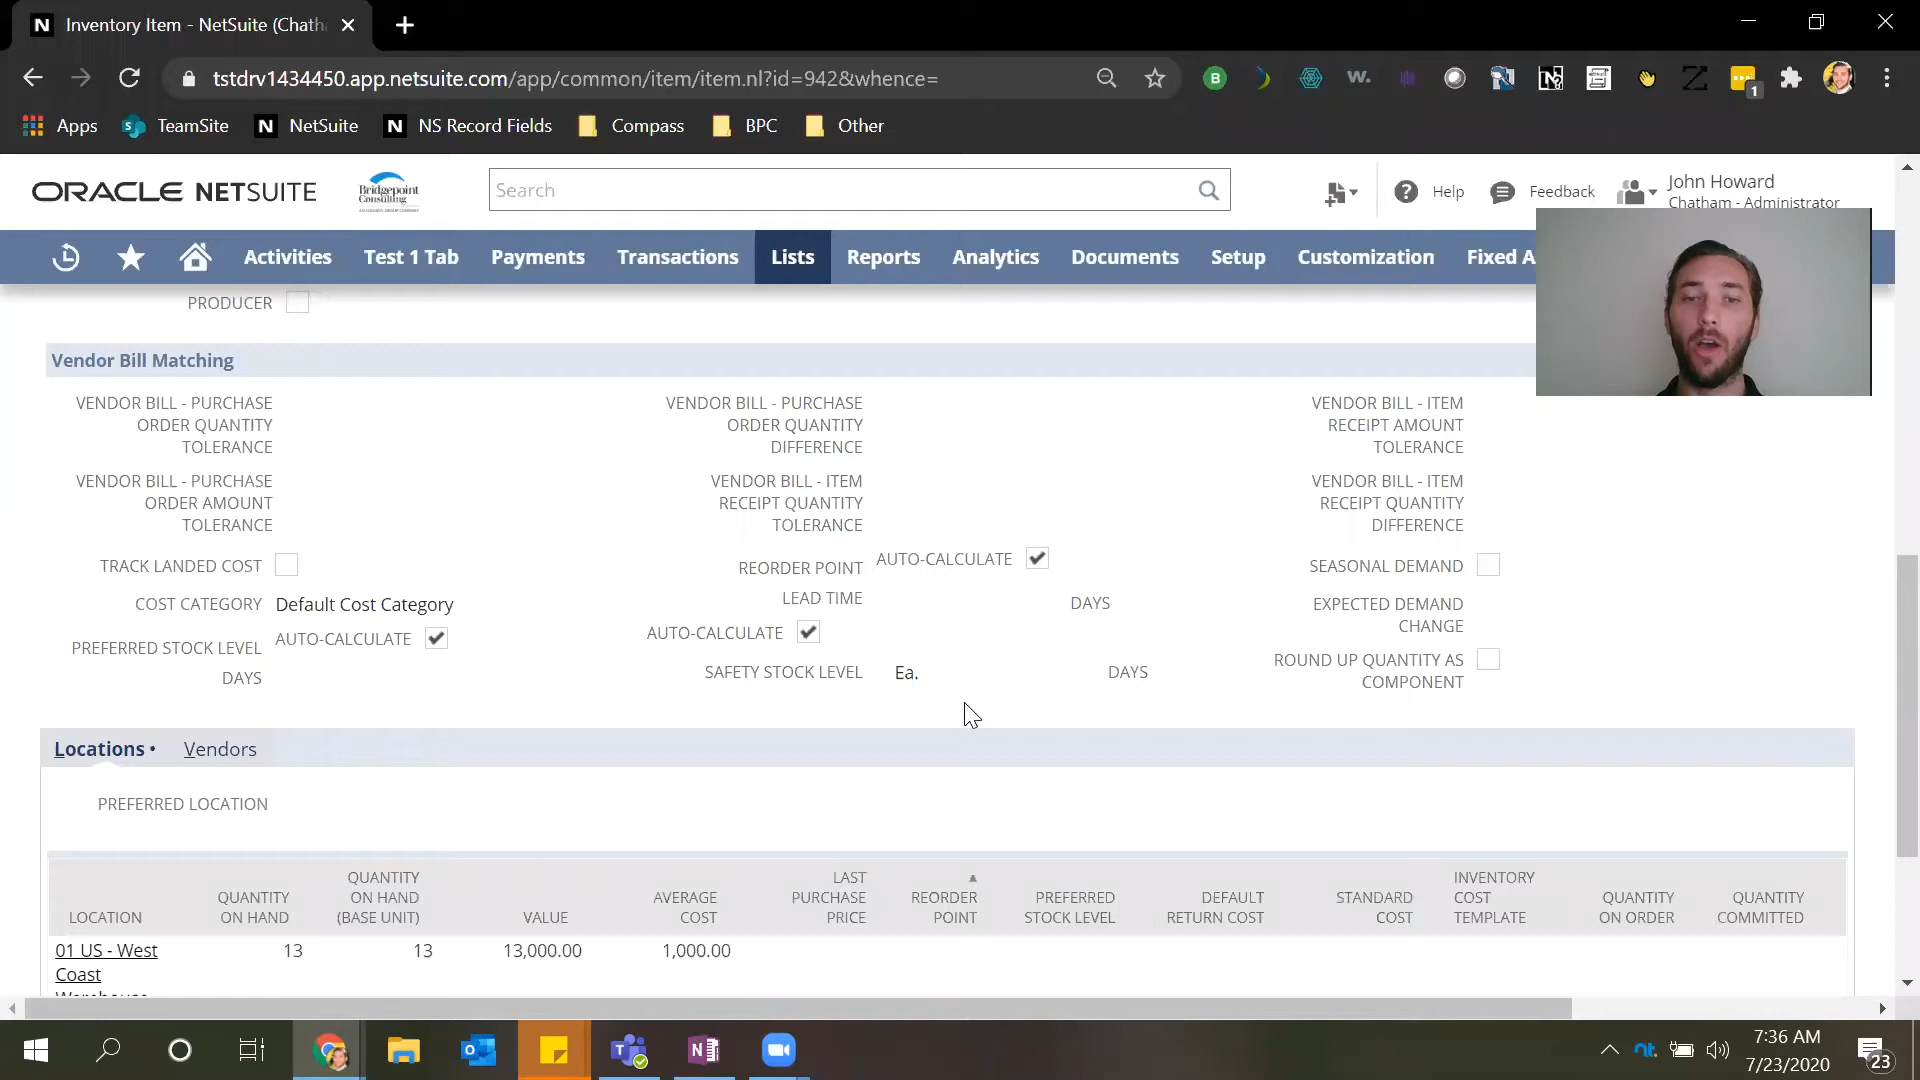 Inventory Item - NetSuite (Chath
tstdrv1434450.app.netsuite.com/app/common/item/item.nl?id=942&whence=
Apps
TeamSite
NetSuite
NS Record Fields
Compass
BPC
Other
ORACLE NETSUITE
Bridgepoint
Consulting
Search
Help
Feedback
John Howard
Chatham - Administrator
Activities
Test 1 Tab
Payments
Transactions
Lists
Reports
Analytics
Documents
Setup
Customization
Fixed A
PRODUCER
Vendor Bill Matching
VENDOR BILL - PURCHASE
ORDER QUANTITY
TOLERANCE
VENDOR BILL - PURCHASE
ORDER QUANTITY
DIFFERENCE
VENDOR BILL - ITEM
RECEIPT AMOUNT
TOLERANCE
VENDOR BILL - PURCHASE
ORDER AMOUNT
TOLERANCE
VENDOR BILL - ITEM
RECEIPT QUANTITY
TOLERANCE
VENDOR BILL - ITEM
RECEIPT QUANTITY
DIFFERENCE
TRACK LANDED COST
REORDER POINT
AUTO-CALCULATE
SEASONAL DEMAND
COST CATEGORY
Default Cost Category
LEAD TIME
DAYS
EXPECTED DEMAND
CHANGE
PREFERRED STOCK LEVEL
AUTO-CALCULATE
AUTO-CALCULATE
DAYS
SAFETY STOCK LEVEL
Ea.
DAYS
ROUND UP QUANTITY AS
COMPONENT
Locations •
Vendors
PREFERRED LOCATION
LOCATION
QUANTITY
ON HAND
QUANTITY
ON HAND
(BASE UNIT)
VALUE
AVERAGE
COST
LAST
PURCHASE
PRICE
REORDER
POINT
PREFERRED
STOCK LEVEL
DEFAULT
RETURN COST
STANDARD
COST
INVENTORY
COST
TEMPLATE
QUANTITY
ON ORDER
QUANTITY
COMMITTED
01 US - West
Coast
13
13
13,000.00
1,000.00
7:36 AM
7/23/2020
23